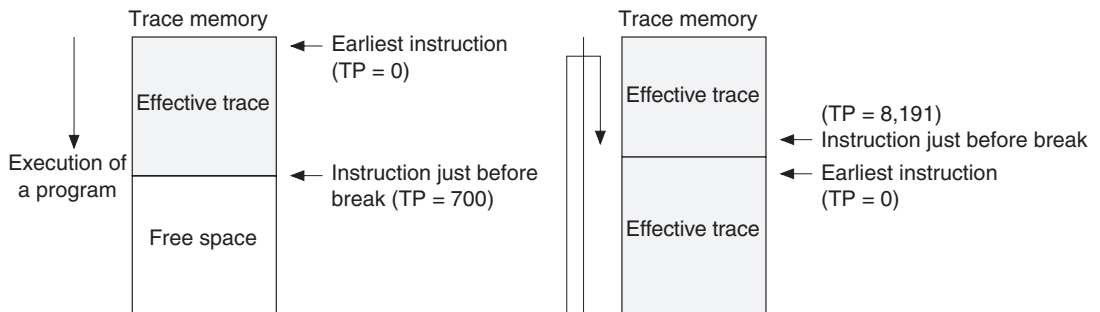 Trace memory
Earliest instruction
(TP = 0)
Effective trace
Execution of
a program
Instruction just before
break (TP = 700)
Free space
Trace memory
Effective trace
(TP = 8,191)
Instruction just before break
Earliest instruction
(TP = 0)
Effective trace